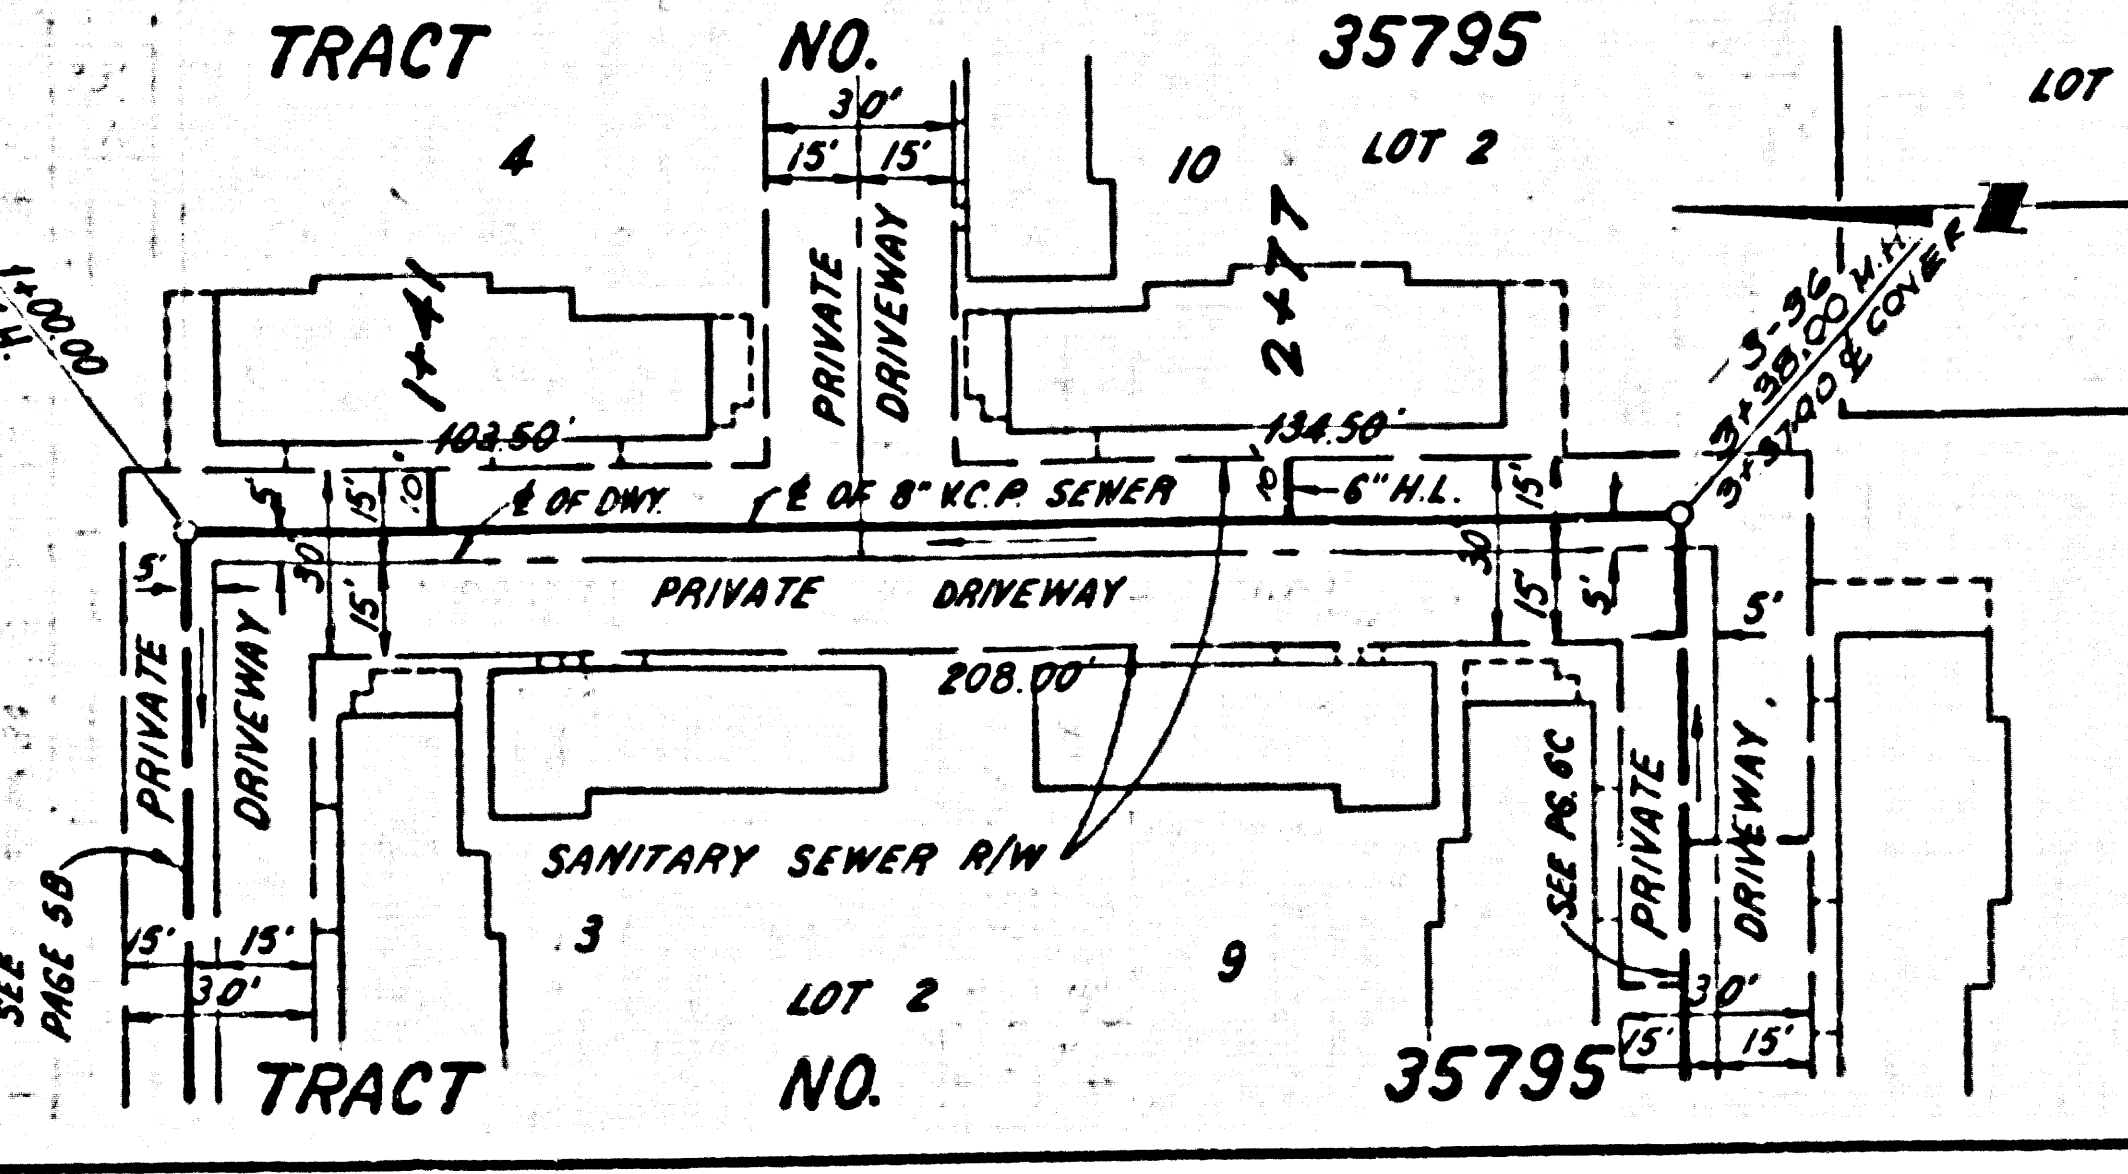 TRACT NO. 35795
LOT
30'
15' 15'
4
10
LOT 2
1+41
2+77
PRIVATE
DRIVEWAY
1+00.00
3-96
3+38.00 M.H.
3+37.00 ℄ COVER
103.50'
134.50'
5'
15'
10'
℄ OF DWY.
℄ OF 8" V.C.P. SEWER
10'
6" H.L.
15'
30'
15'
5'
30
15'
5'
5'
PRIVATE DRIVEWAY
208.00'
PRIVATE
DRIVEWAY
SEE PG. 6C
PRIVATE
DRIVEWAY
SANITARY SEWER R/W
SEE
PAGE 5B
3
9
LOT 2
15' 15'
30'
30'
15' 15'
TRACT NO. 35795